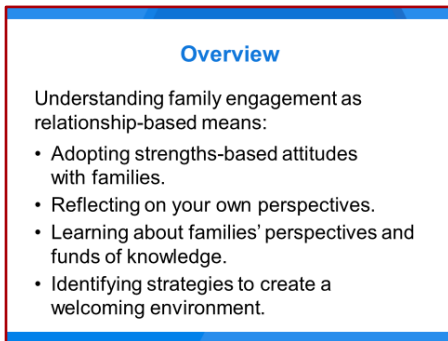 Overview
Understanding family engagement as
relationship-based means:
• Adopting strengths-based attitudes
with families.
• Reflecting on your own perspectives.
• Learning about families’ perspectives and
funds of knowledge.
• Identifying strategies to create a
welcoming environment.